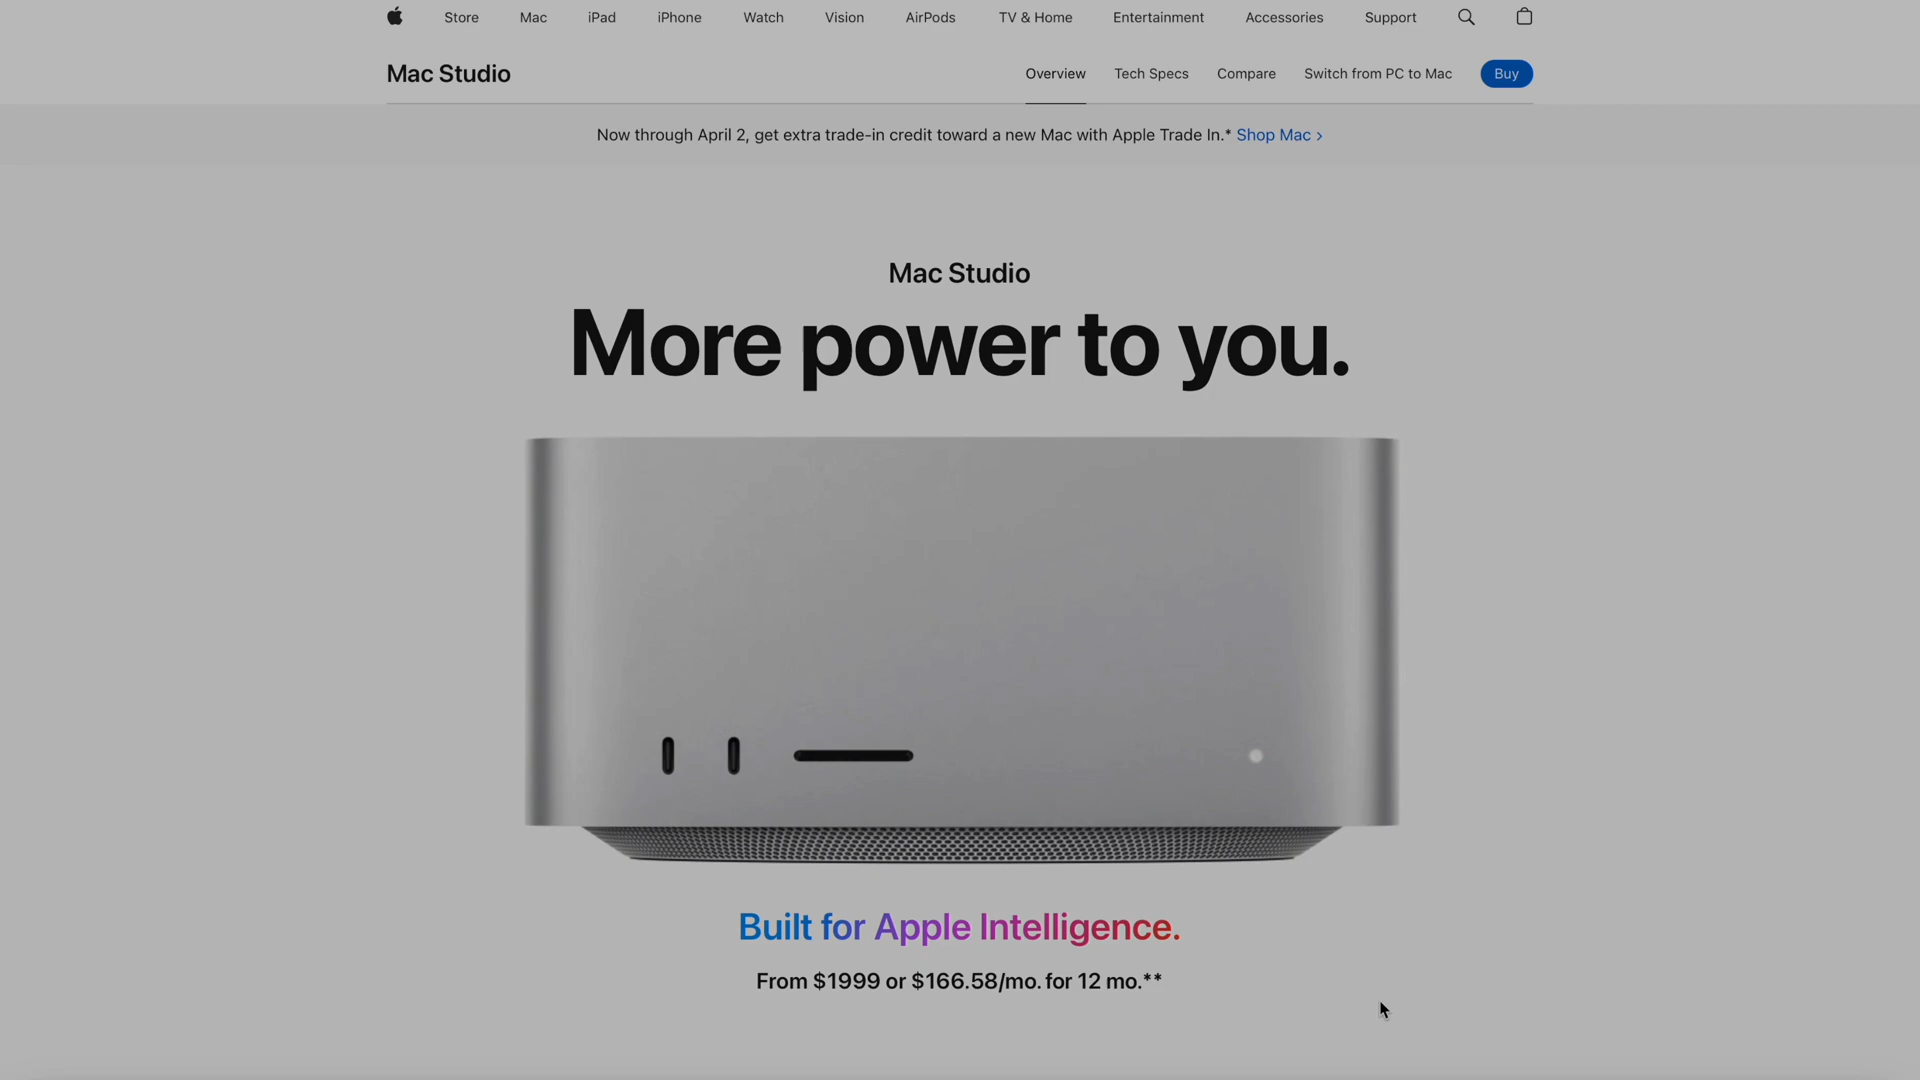 Store Mac iPad iPhone Watch Vision AirPods TV & Home Entertainment Accessories Support
Mac Studio Overview Tech Specs Compare Switch from PC to Mac Buy
Now through April 2, get extra trade-in credit toward a new Mac with Apple Trade In.* Shop Mac >
Mac Studio
More power to you.
Built for Apple Intelligence.
From $1999 or $166.58/mo. for 12 mo.**